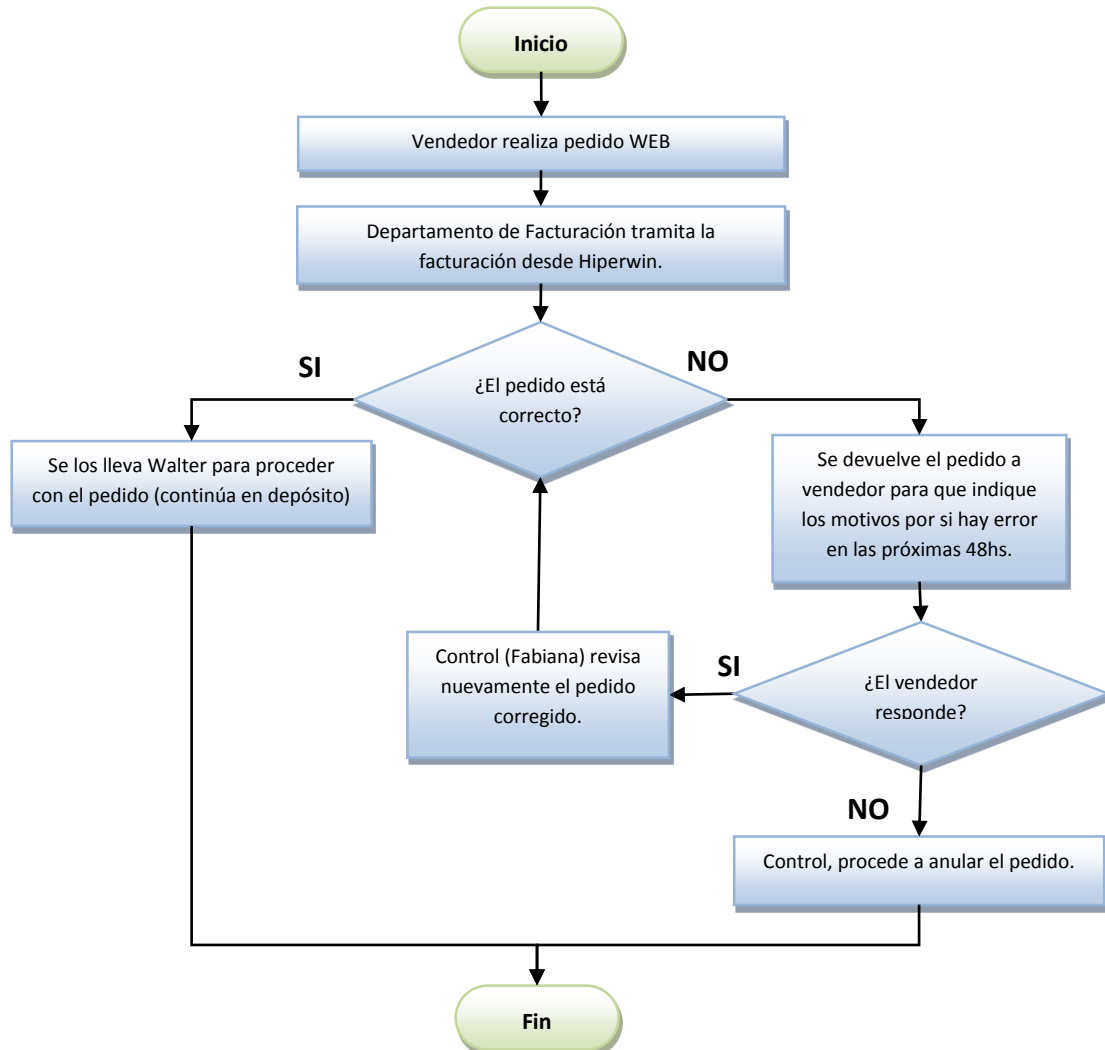 Inicio
Vendedor realiza pedido WEB
Departamento de Facturación tramita la
facturación desde Hiperwin.
¿El pedido está
correcto?
SI
NO
Se los lleva Walter para proceder
con el pedido (continúa en depósito)
Se devuelve el pedido a
vendedor para que indique
los motivos por si hay error
en las próximas 48hs.
¿El vendedor
responde?
SI
Control (Fabiana) revisa
nuevamente el pedido
corregido.
NO
Control, procede a anular el pedido.
Fin